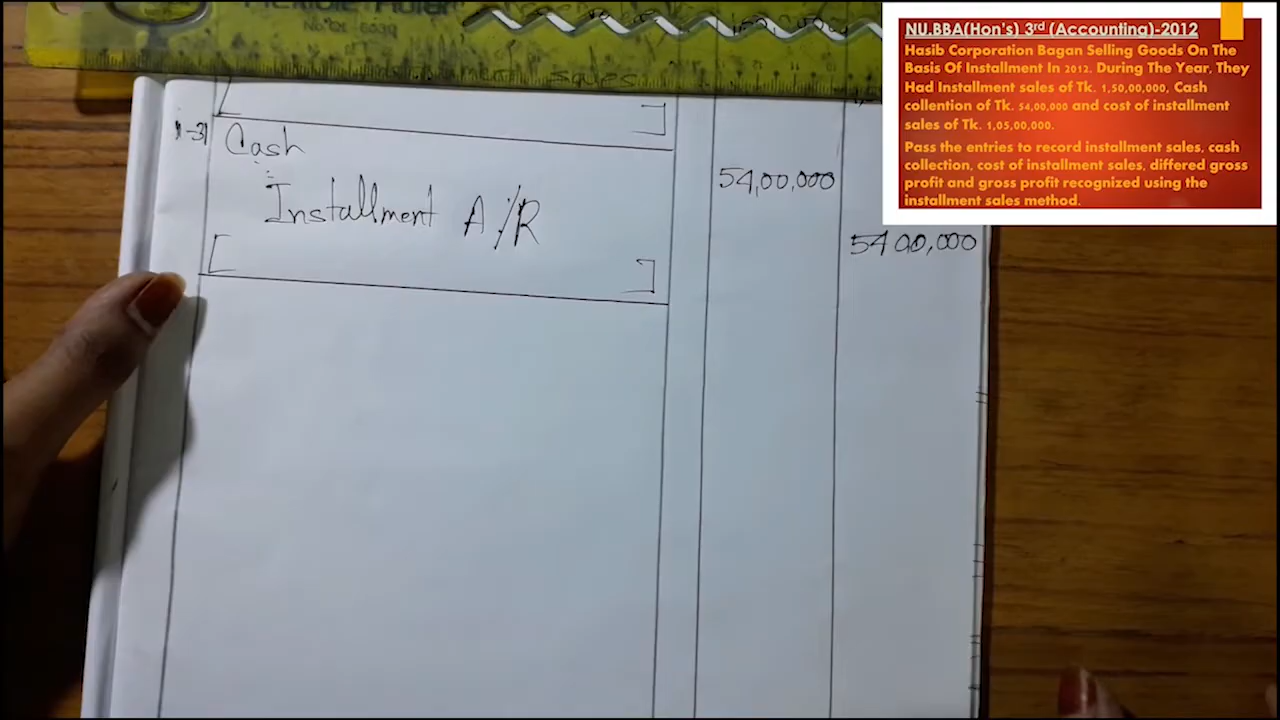 NU.BBA(Hon's) 3rd (Accounting)-2012
Hasib Corporation Bagan Selling Goods On The
Basis Of Installment In 2012. During The Year, They
Had Installment sales of Tk. 1,50,00,000, Cash
collention of Tk. 54,00,000 and cost of installment
sales of Tk. 1,05,00,000.
Pass the entries to record installment sales, cash
collection, cost of installment sales, differed gross
profit and gross profit recognized using the
installment sales method.
Cash
54,00,000
Installment A/R
5400,000